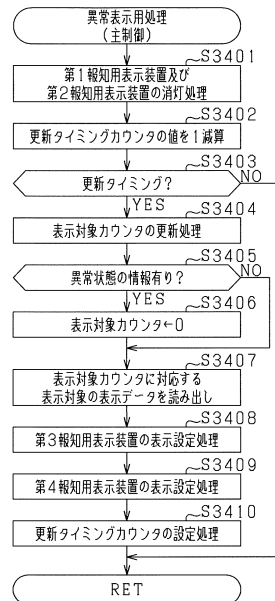 異常表示用処理
(主制御)
S3401
第1報知用表示装置及び
第2報知用表示装置の消灯処理
S3402
更新タイミングカウンタの値を1減算
S3403
更新タイミング?
NO
YES
S3404
表示対象カウンタの更新処理
S3405
異常状態の情報有り?
NO
YES
S3406
表示対象カウンタ←0
S3407
表示対象カウンタに対応する
表示対象の表示データを読み出し
S3408
第3報知用表示装置の表示設定処理
S3409
第4報知用表示装置の表示設定処理
S3410
更新タイミングカウンタの設定処理
RET